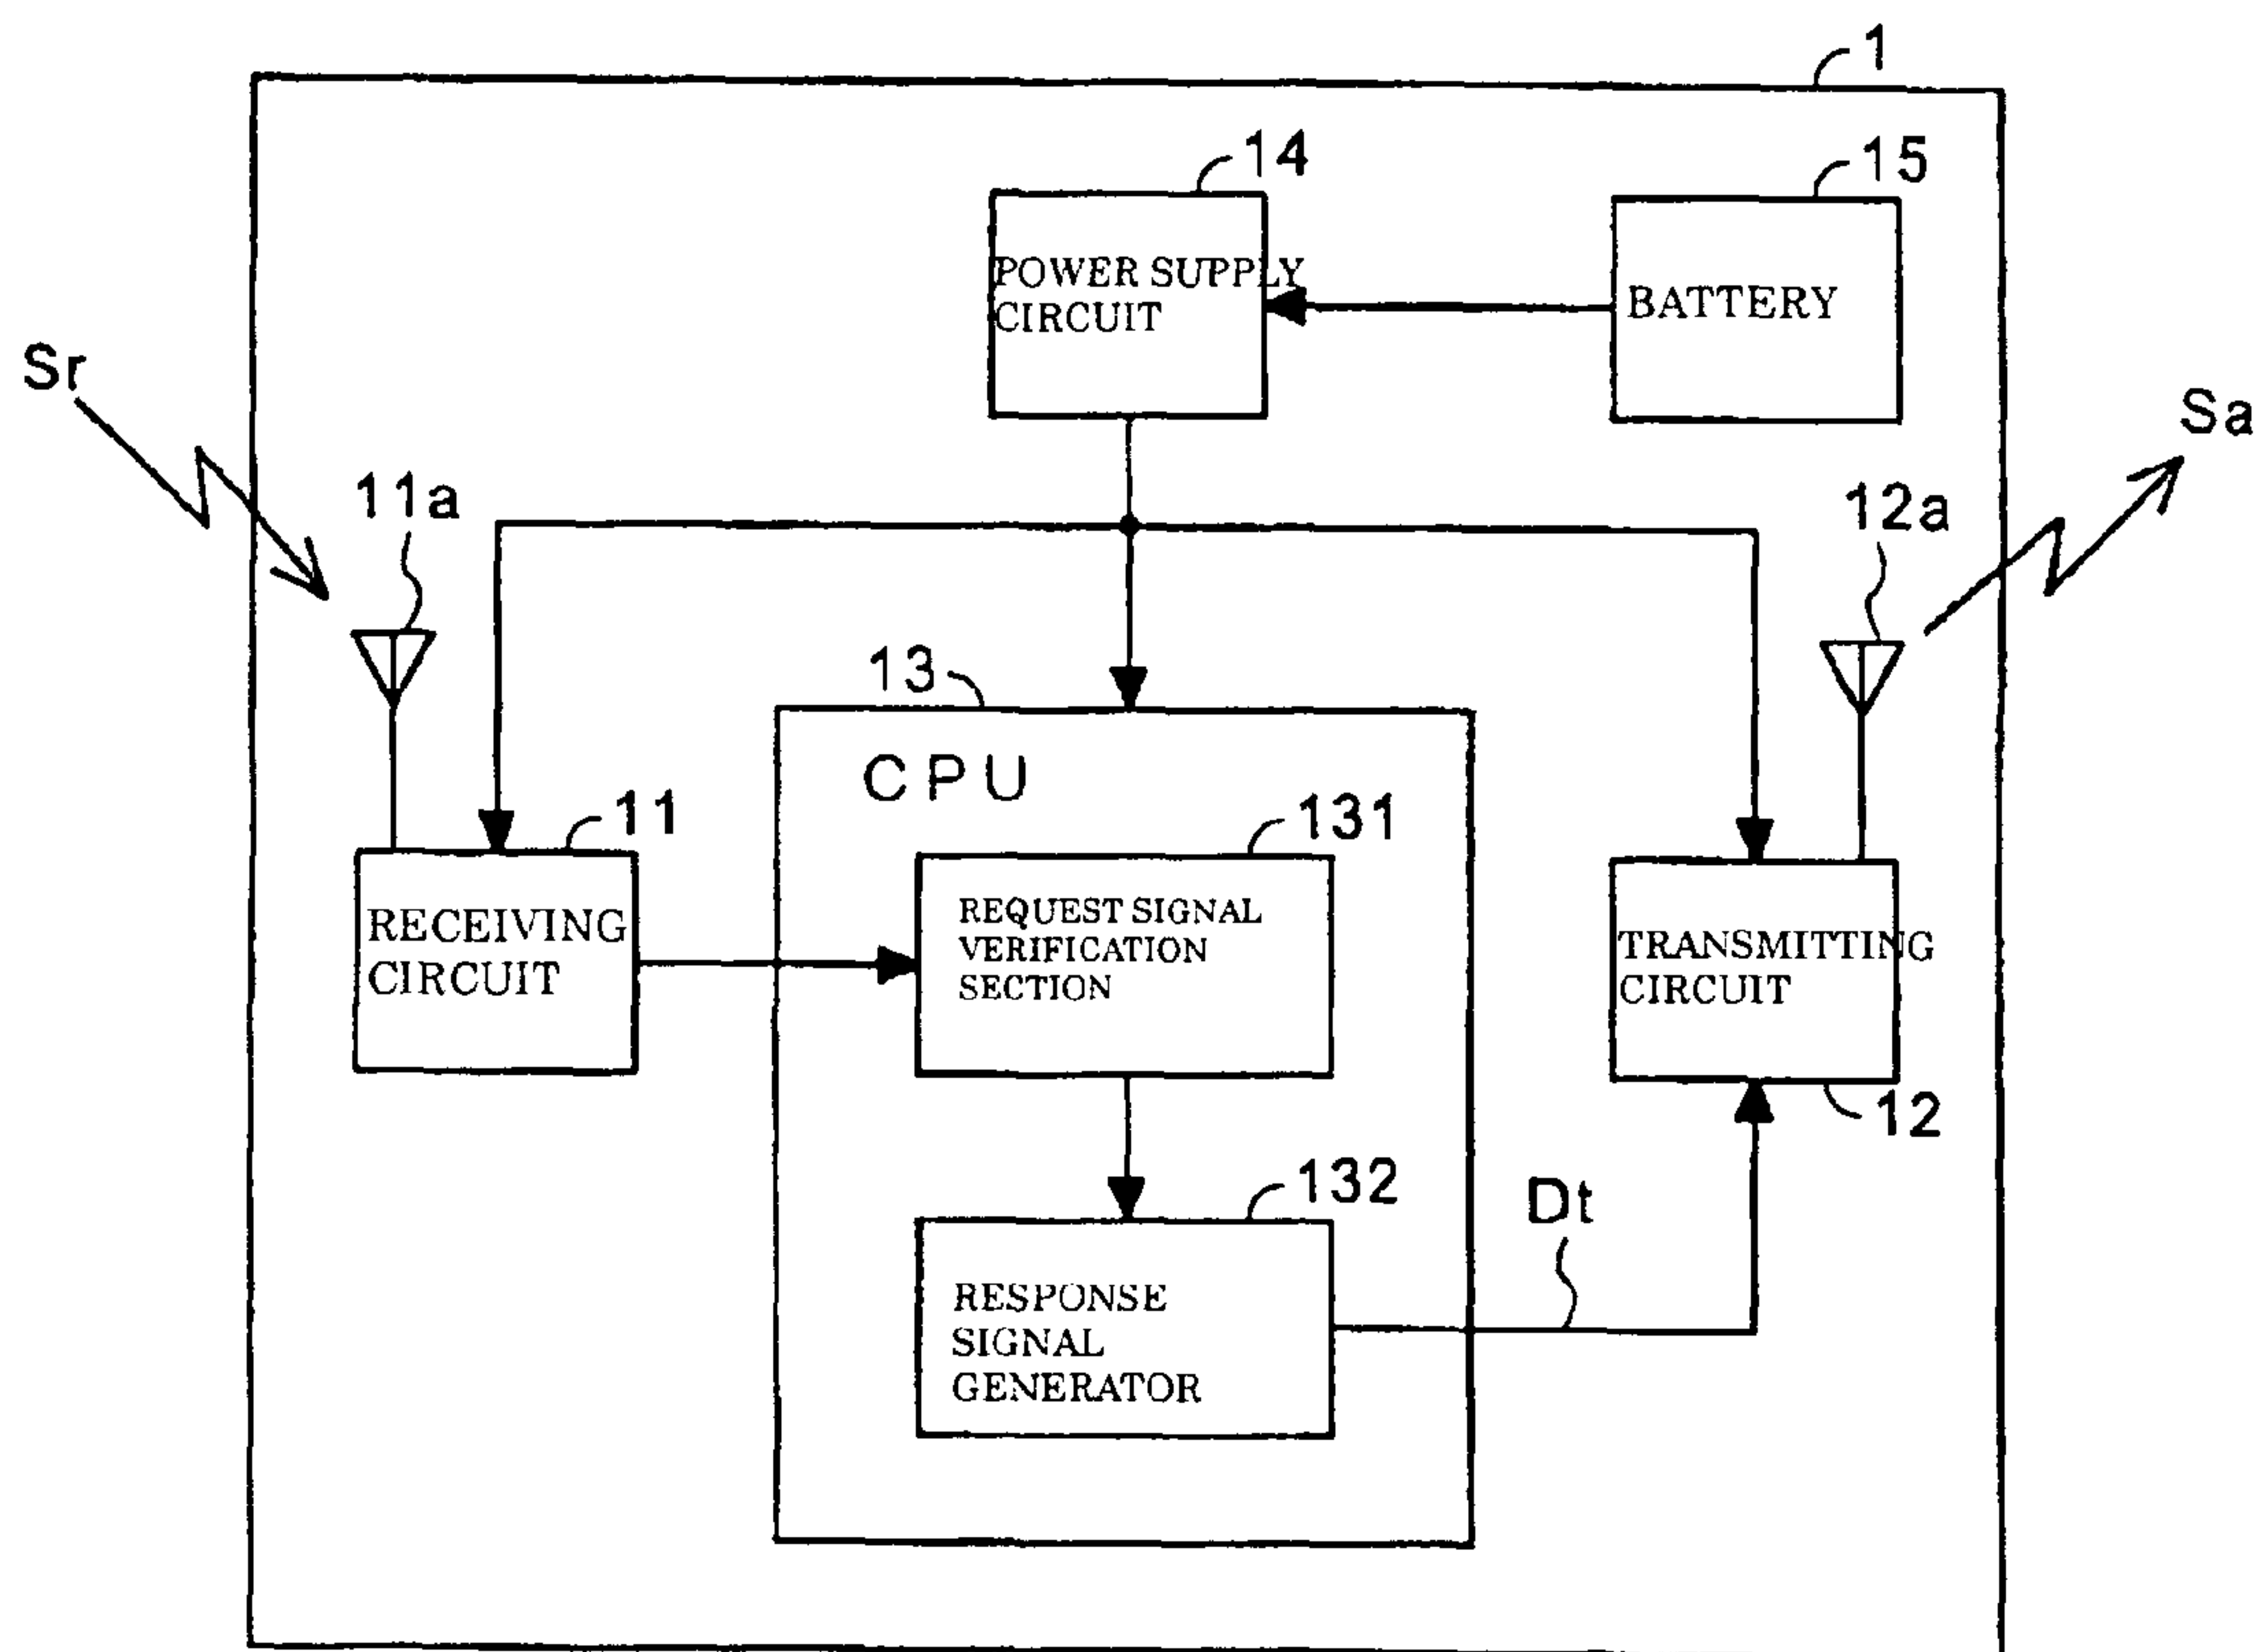 1
14
15
POWER SUPPLY
CIRCUIT
BATTERY
Sr
Sa
11a
12a
13
CPU
11
131
RECEIVING
CIRCUIT
REQUEST SIGNAL
VERIFICATION
SECTION
TRANSMITTING
CIRCUIT
12
132
Dt
RESPONSE
SIGNAL
GENERATOR